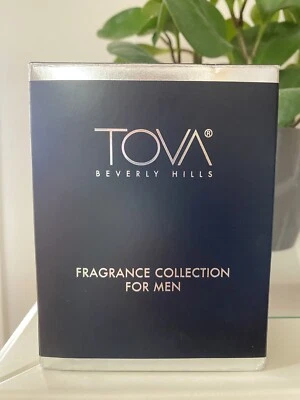 TOVA®
BEVERLY HILLS
FRAGRANCE COLLECTION
FOR MEN